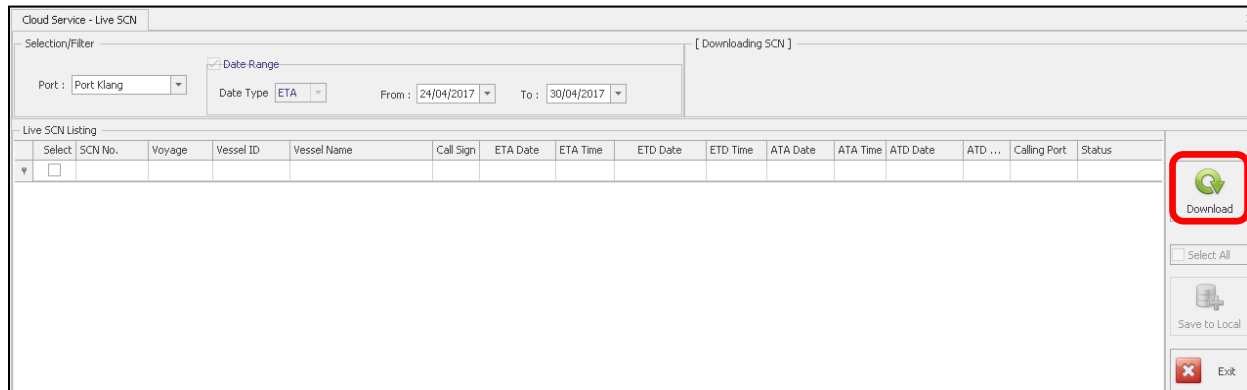 Cloud Service - Live SCN
Selection/Filter
[ Downloading SCN ]
Date Range
Port : Port Klang
Date Type ETA From : 24/04/2017 To : 30/04/2017
Live SCN Listing
Select SCN No. Voyage Vessel ID Vessel Name Call Sign ETA Date ETA Time ETD Date ETD Time ATA Date ATA Time ATD Date ATD ... Calling Port Status
Download
Select All
Save to Local
Exit